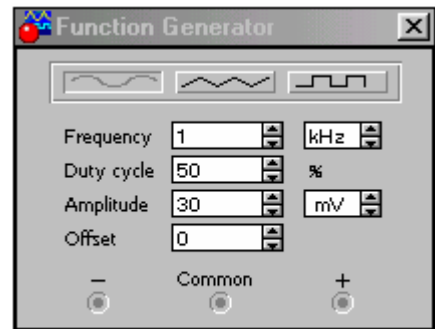 Function Generator
Frequency 1 kHz
Duty cycle 50 %
Amplitude 30 mV
Offset 0
− Common +